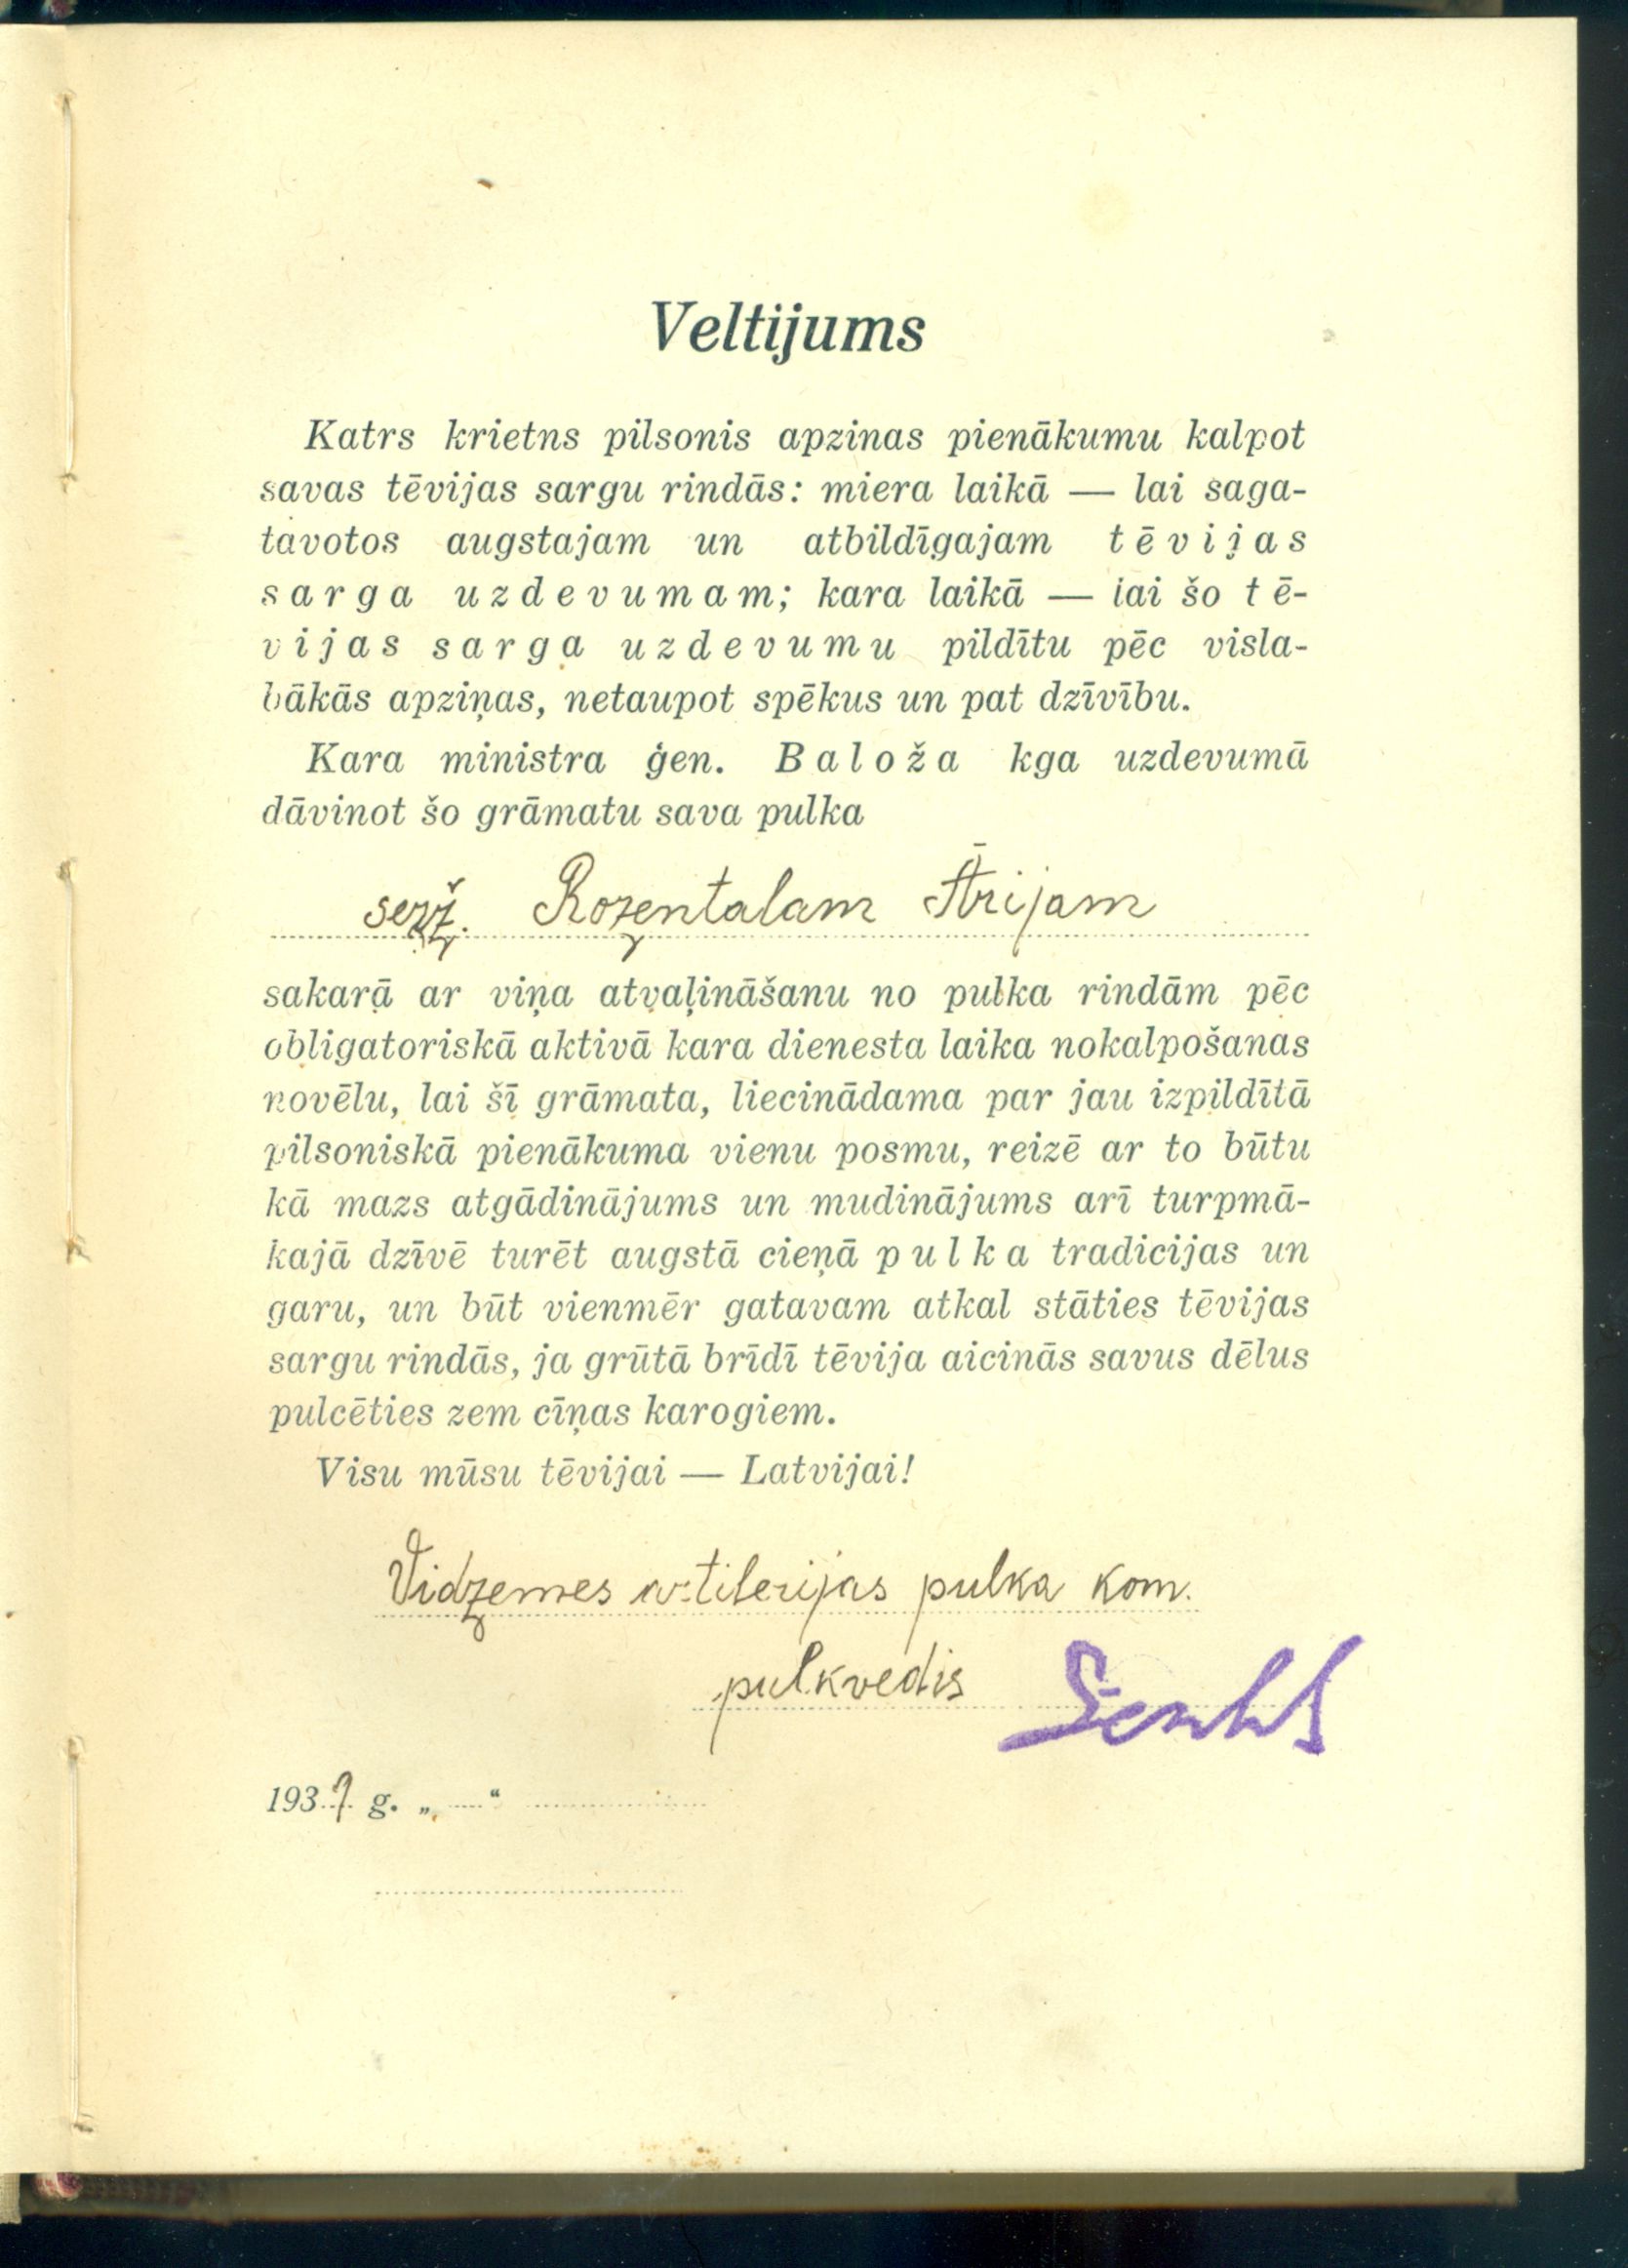 Veltijums
Katrs krietns pilsonis apzinas pienākumu kalpot
savas tēvijas sargu rindās: miera laikā — lai saga-
tavotos augstajam un atbildīgajam tēvijas
sarga uzdevumam; kara laikā — lai šo tē-
vijas sarga uzdevumu pildītu pēc visla-
bākās apziņas, netaupot spēkus un pat dzīvību.
Kara ministra ģen. Baloža kga uzdevumā
dāvinot šo grāmatu sava pulka
serž. Rozentalam Ārijam
sakarā ar viņa atvaļināšanu no pulka rindām pēc
obligatoriskā aktivā kara dienesta laika nokalpošanas
novēlu, lai šī grāmata, liecinādama par jau izpildītā
pilsoniskā pienākuma vienu posmu, reizē ar to būtu
kā mazs atgādinājums un mudinājums arī turpmā-
kajā dzīvē turēt augstā cieņā pulka tradicijas un
garu, un būt vienmēr gatavam atkal stāties tēvijas
sargu rindās, ja grūtā brīdī tēvija aicinās savus dēlus
pulcēties zem cīņas karogiem.
Visu mūsu tēvijai — Latvijai!
Vidzemes artilerijas pulka kom.
pulkvedis
1939 g. „ — “